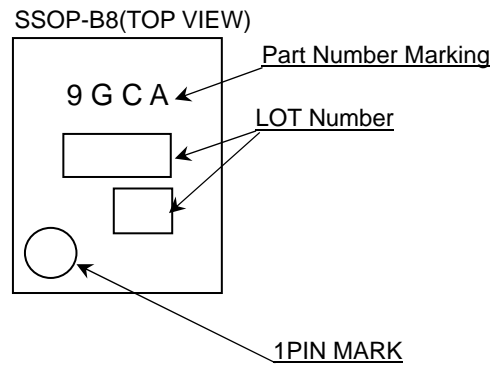 SSOP-B8(TOP VIEW)
Part Number Marking
9 G C A
LOT Number
1PIN MARK